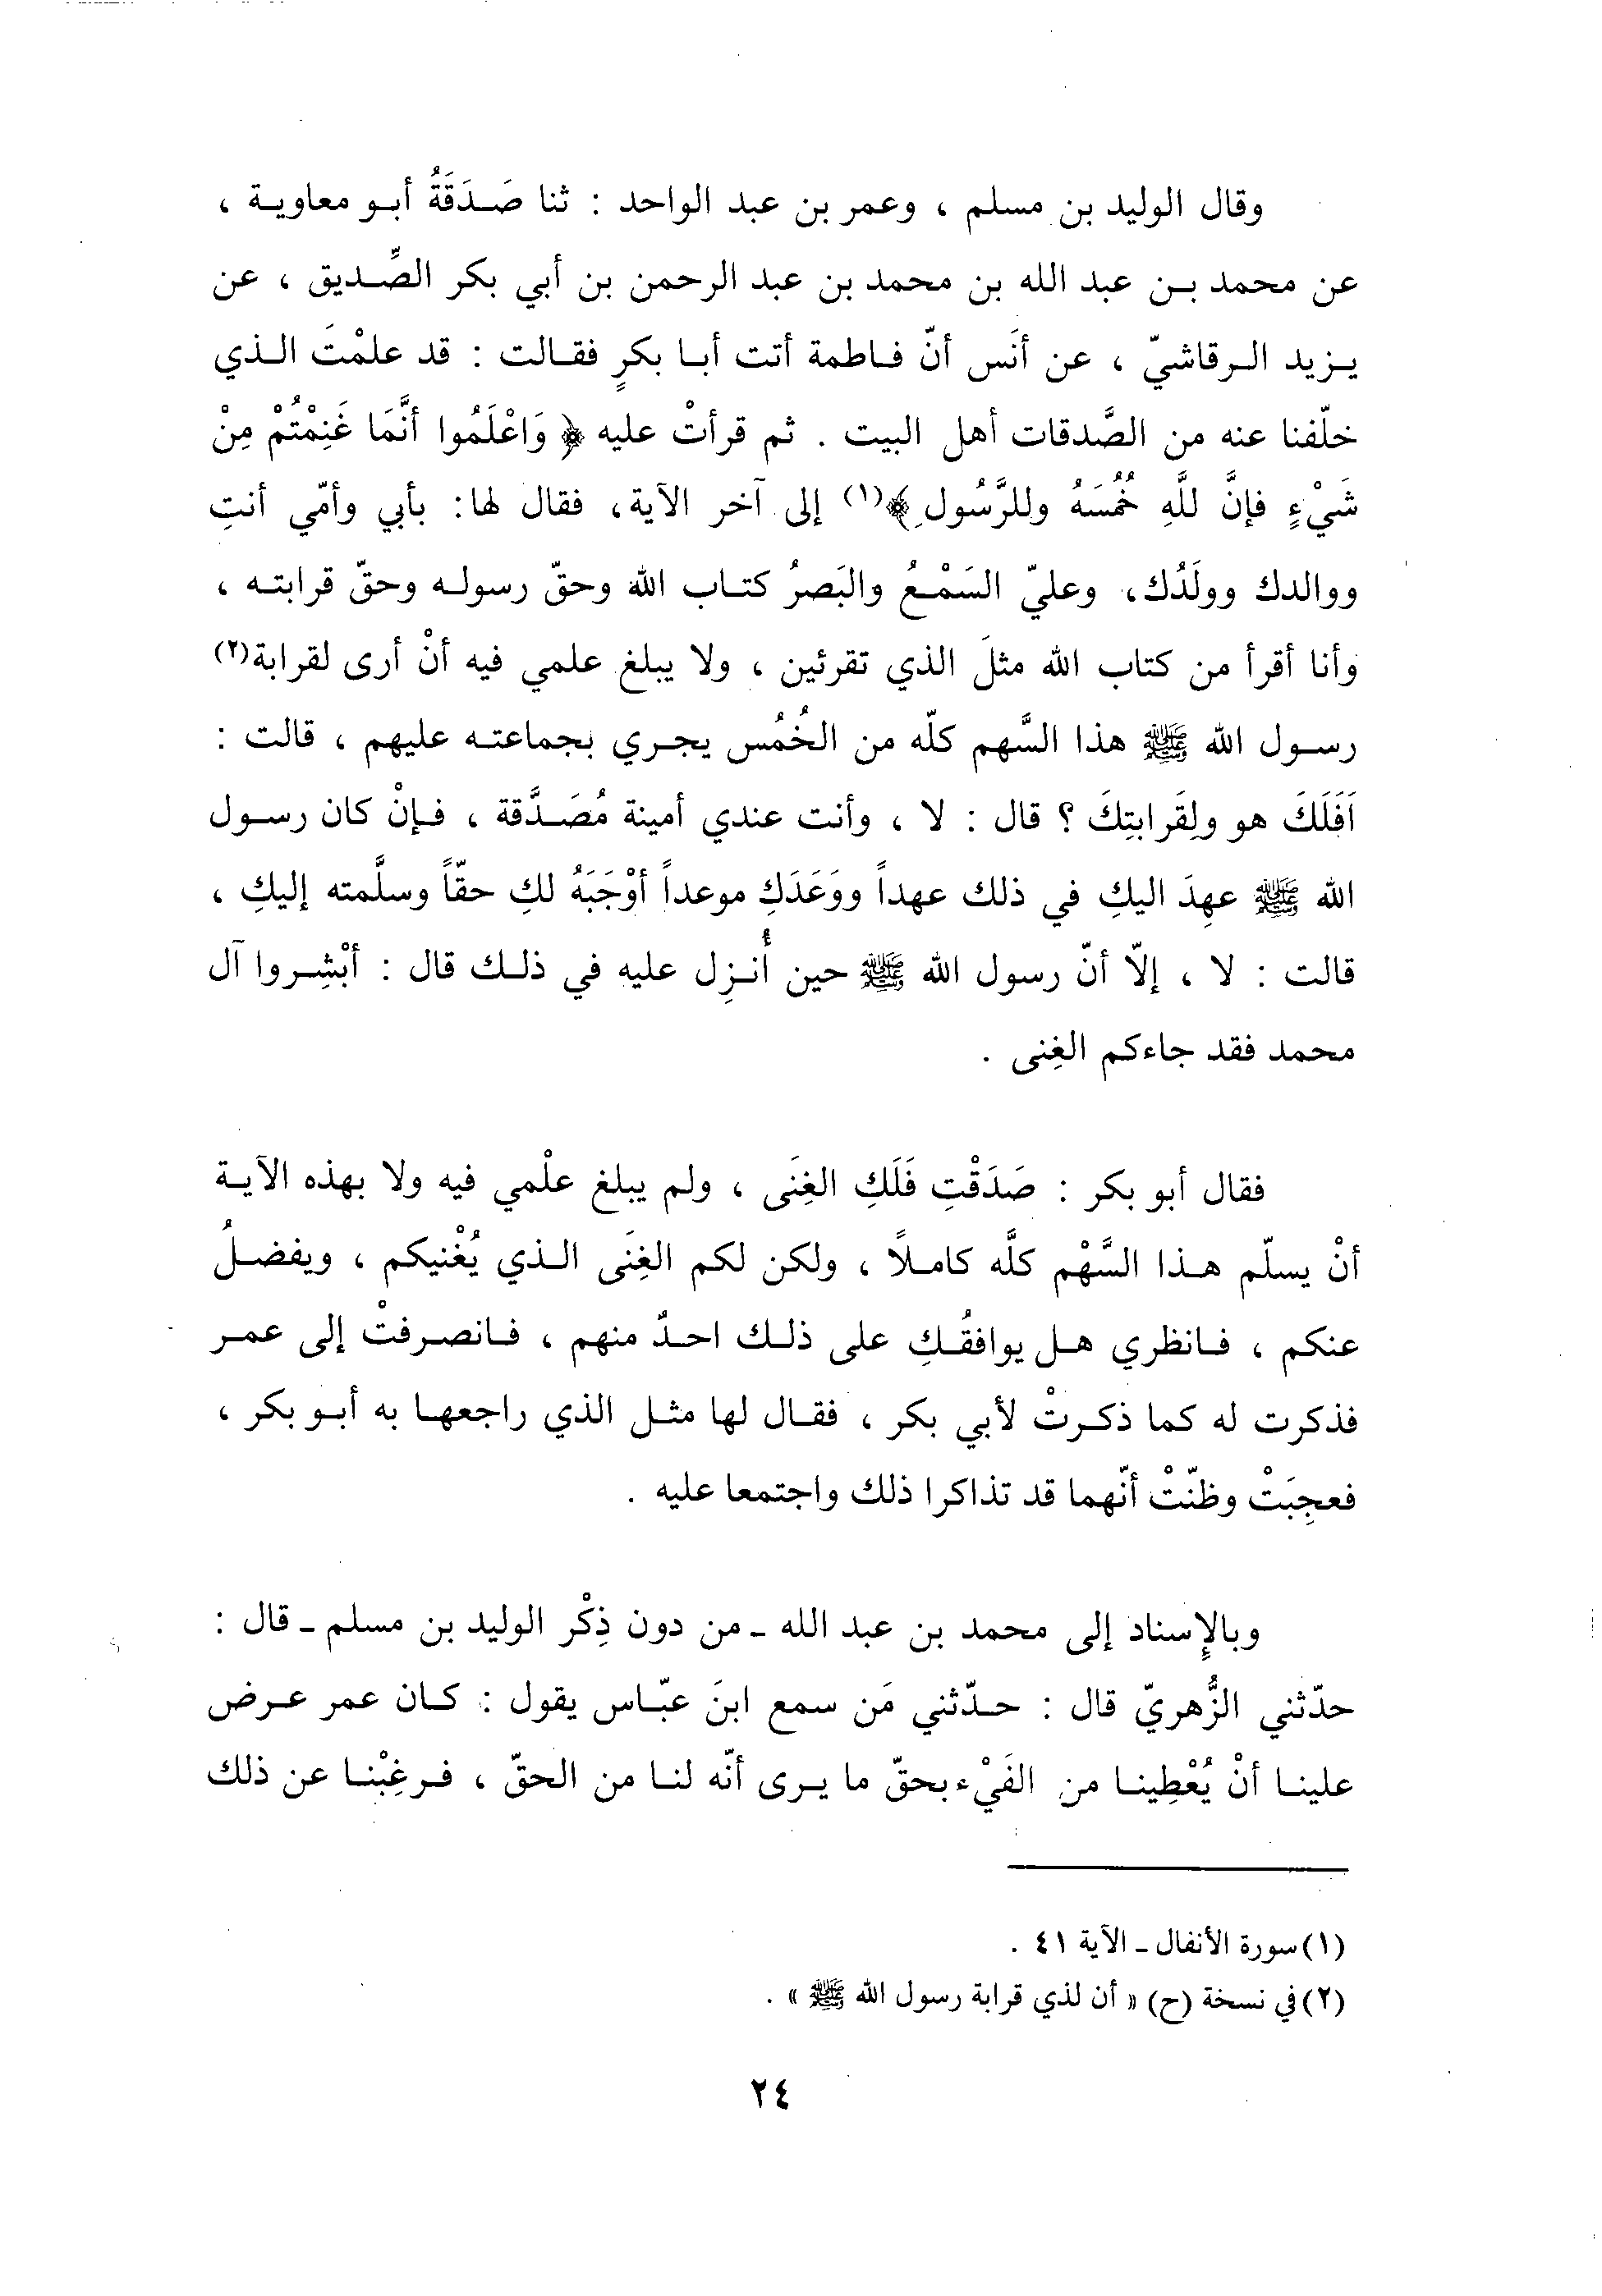 وقال الوليد بن مسلم ، وعمر بن عبد الواحد : ثنا صَدَقَةُ أبو معاوية ،
عن محمد بن عبد الله بن محمد بن عبد الرحمن بن أبي بكر الصِّديق ، عن
يزيد الرقاشيّ ، عن أنَس أنّ فاطمة أتت أبا بكرٍ فقالت : قد علمْتَ الذي
خلّفنا عنه من الصَّدقات أهل البيت . ثم قرأتْ عليه ﴿ وَاعْلَمُوا أنَّمَا غَنِمْتُمْ مِنْ
شَيْءٍ فإنَّ للَّهِ خُمُسَهُ وللرَّسُولِ ﴾(١) إلى آخر الآية، فقال لها: بأبي وأمّي أنتِ
ووالدك وولَدُك، وعليّ السَمْعُ والبَصرُ كتاب الله وحقّ رسوله وحقّ قرابته ،
وأنا أقرأ من كتاب الله مثلَ الذي تقرئين ، ولا يبلغ علمي فيه أنْ أرى لقرابة(٢)
رسول الله ﷺ هذا السَّهم كلّه من الخُمُس يجري بجماعته عليهم ، قالت :
اَفَلَكَ هو ولِقَرابتِكَ ؟ قال : لا ، وأنت عندي أمينة مُصَدَّقة ، فإنْ كان رسول
الله ﷺ عهِدَ اليكِ في ذلك عهداً ووَعَدَكِ موعداً أوْجَبَهُ لكِ حقّاً وسلَّمته إليكِ ،
قالت : لا ، إلاّ أنّ رسول الله ﷺ حين أُنزِل عليه في ذلك قال : أبْشِروا آل
محمد فقد جاءكم الغِنى .
فقال أبو بكر : صَدَقْتِ فَلَكِ الغِنَى ، ولم يبلغ علْمي فيه ولا بهذه الآية
أنْ يسلّم هذا السَّهْم كلَّه كاملاً ، ولكن لكم الغِنَى الذي يُغْنيكم ، ويفضلُ
عنكم ، فانظري هل يوافقُكِ على ذلك احدٌ منهم ، فانصرفتْ إلى عمر
فذكرت له كما ذكرتْ لأبي بكر ، فقال لها مثل الذي راجعها به أبو بكر ،
فعجِبَتْ وظنّتْ أنّهما قد تذاكرا ذلك واجتمعا عليه .
وبالإسناد إلى محمد بن عبد الله ـ من دون ذِكْر الوليد بن مسلم ـ قال :
حدّثني الزُّهريّ قال : حدّثني مَن سمع ابنَ عبّاس يقول : كان عمر عرض
علينا أنْ يُعْطِينا من الفَيْء بحقّ ما يرى أنّه لنا من الحقّ ، فرغِبْنا عن ذلك
(١) سورة الأنفال ـ الآية ٤١ .
(٢) في نسخة (ح) « أن لذي قرابة رسول الله ﷺ » .
٢٤